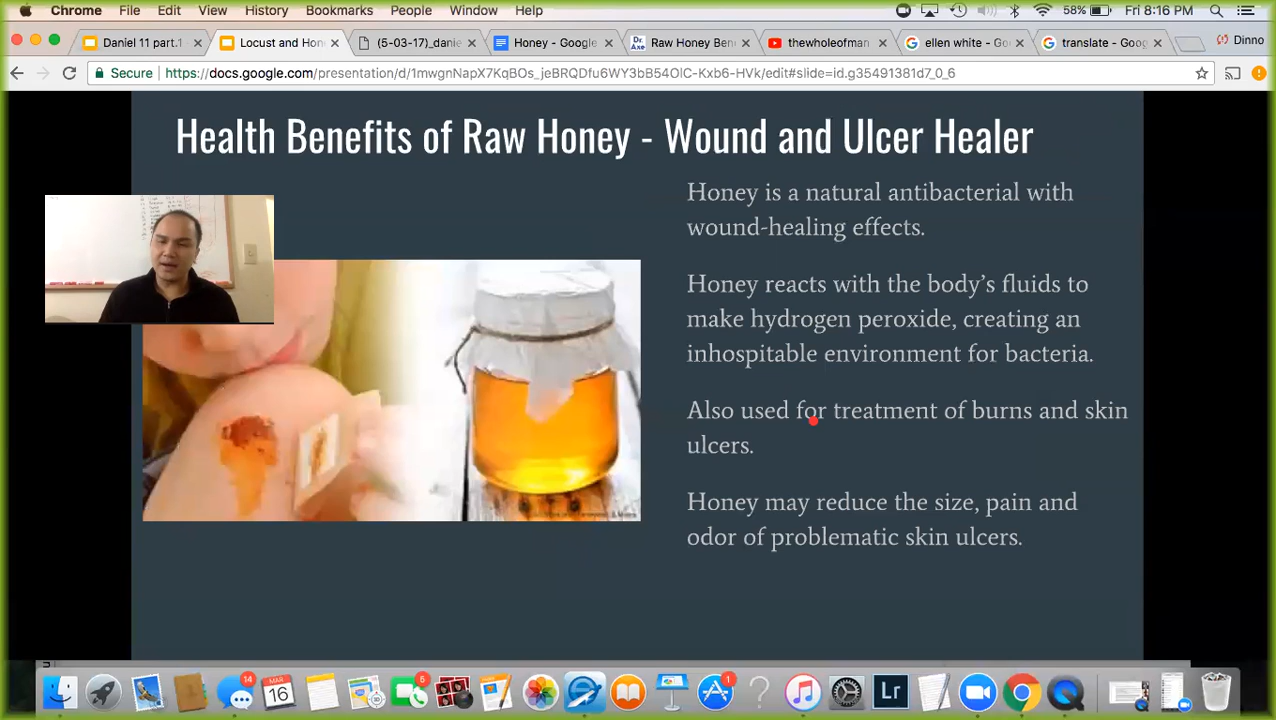 Chrome File Edit View History Bookmarks People Window Help 58% Fri 8:16 PM
Daniel 11 part.1 Locust and Hon (5-03-17)_danie Honey - Google Raw Honey Ben thewholeofman ellen white - Go translate - Goog Dinno
Secure https://docs.google.com/presentation/d/1mwgnNapX7KqBOs_jeBRQDfu6WY3bB54OlC-Kxb6-HVk/edit#slide=id.g35491381d7_0_6
Health Benefits of Raw Honey - Wound and Ulcer Healer
Honey is a natural antibacterial with
wound-healing effects.
Honey reacts with the body's fluids to
make hydrogen peroxide, creating an
inhospitable environment for bacteria.
Also used for treatment of burns and skin
ulcers.
Honey may reduce the size, pain and
odor of problematic skin ulcers.
14 MAR 16 5 1 ? Lr